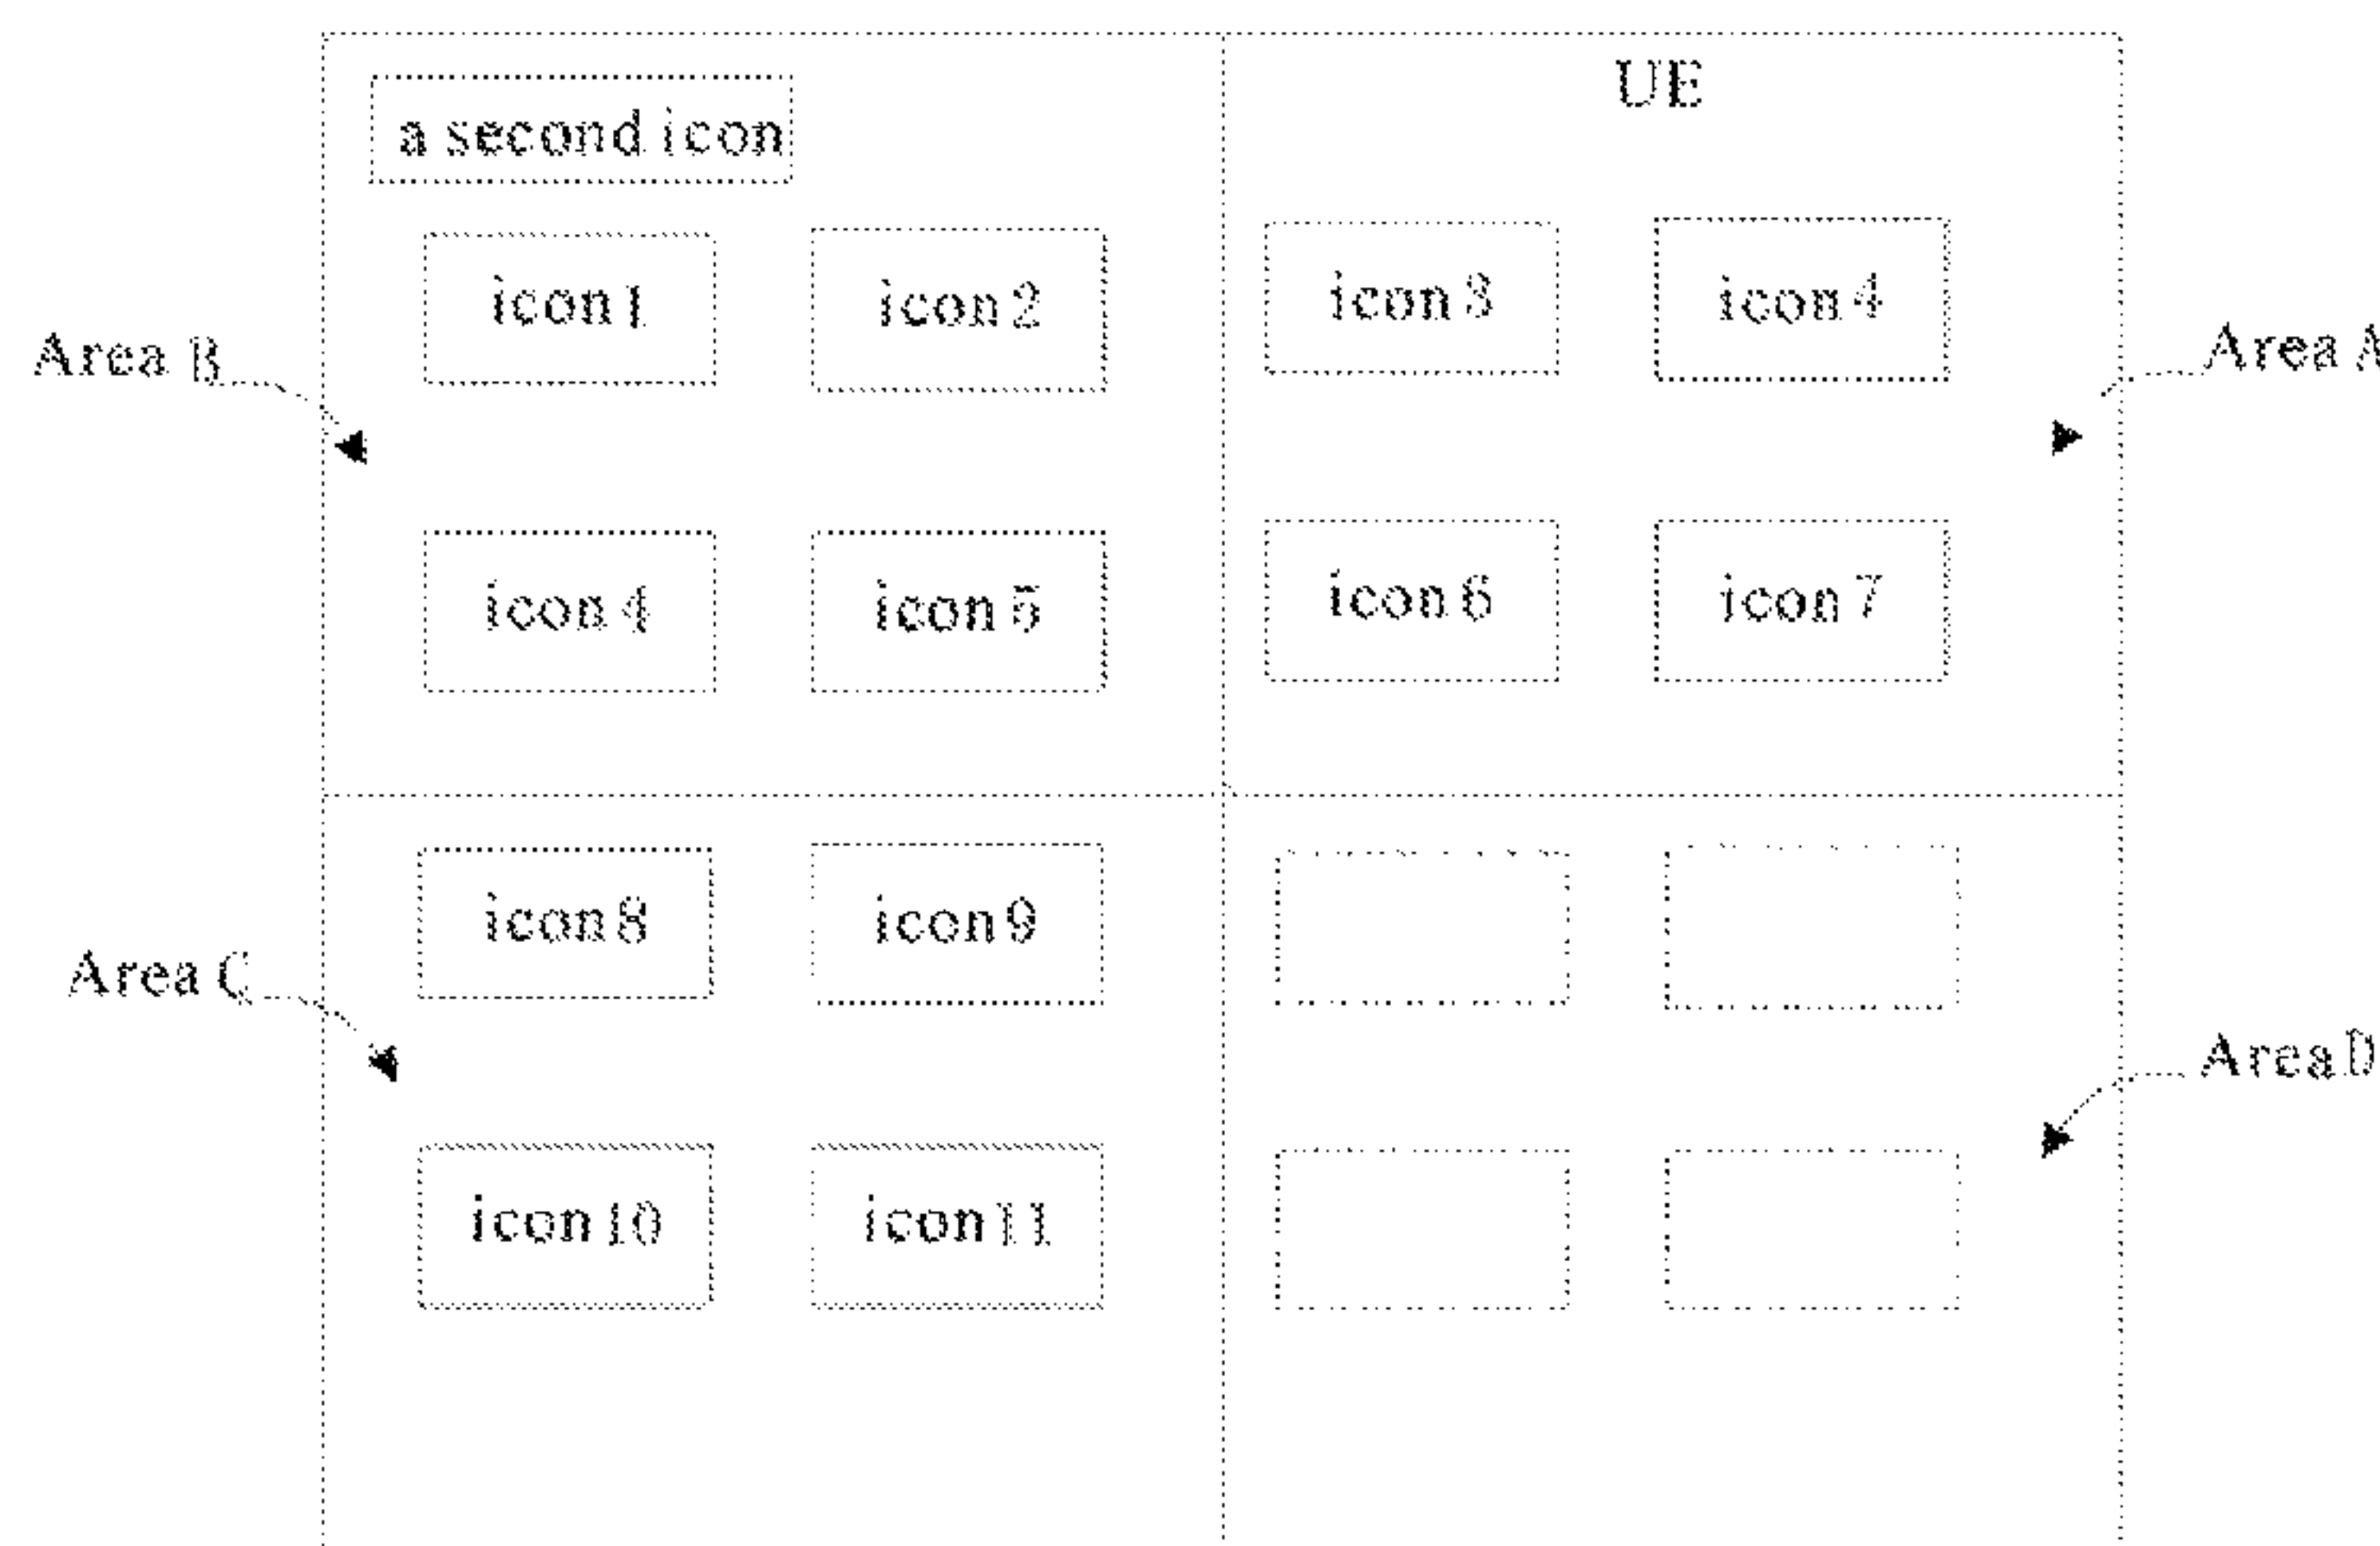 UE
a second icon
icon 1 icon 2 icon 3 icon 4
Area B Area A
icon 4 icon 5 icon 6 icon 7
icon 8 icon 9
Area C
Area D
icon 10 icon 11